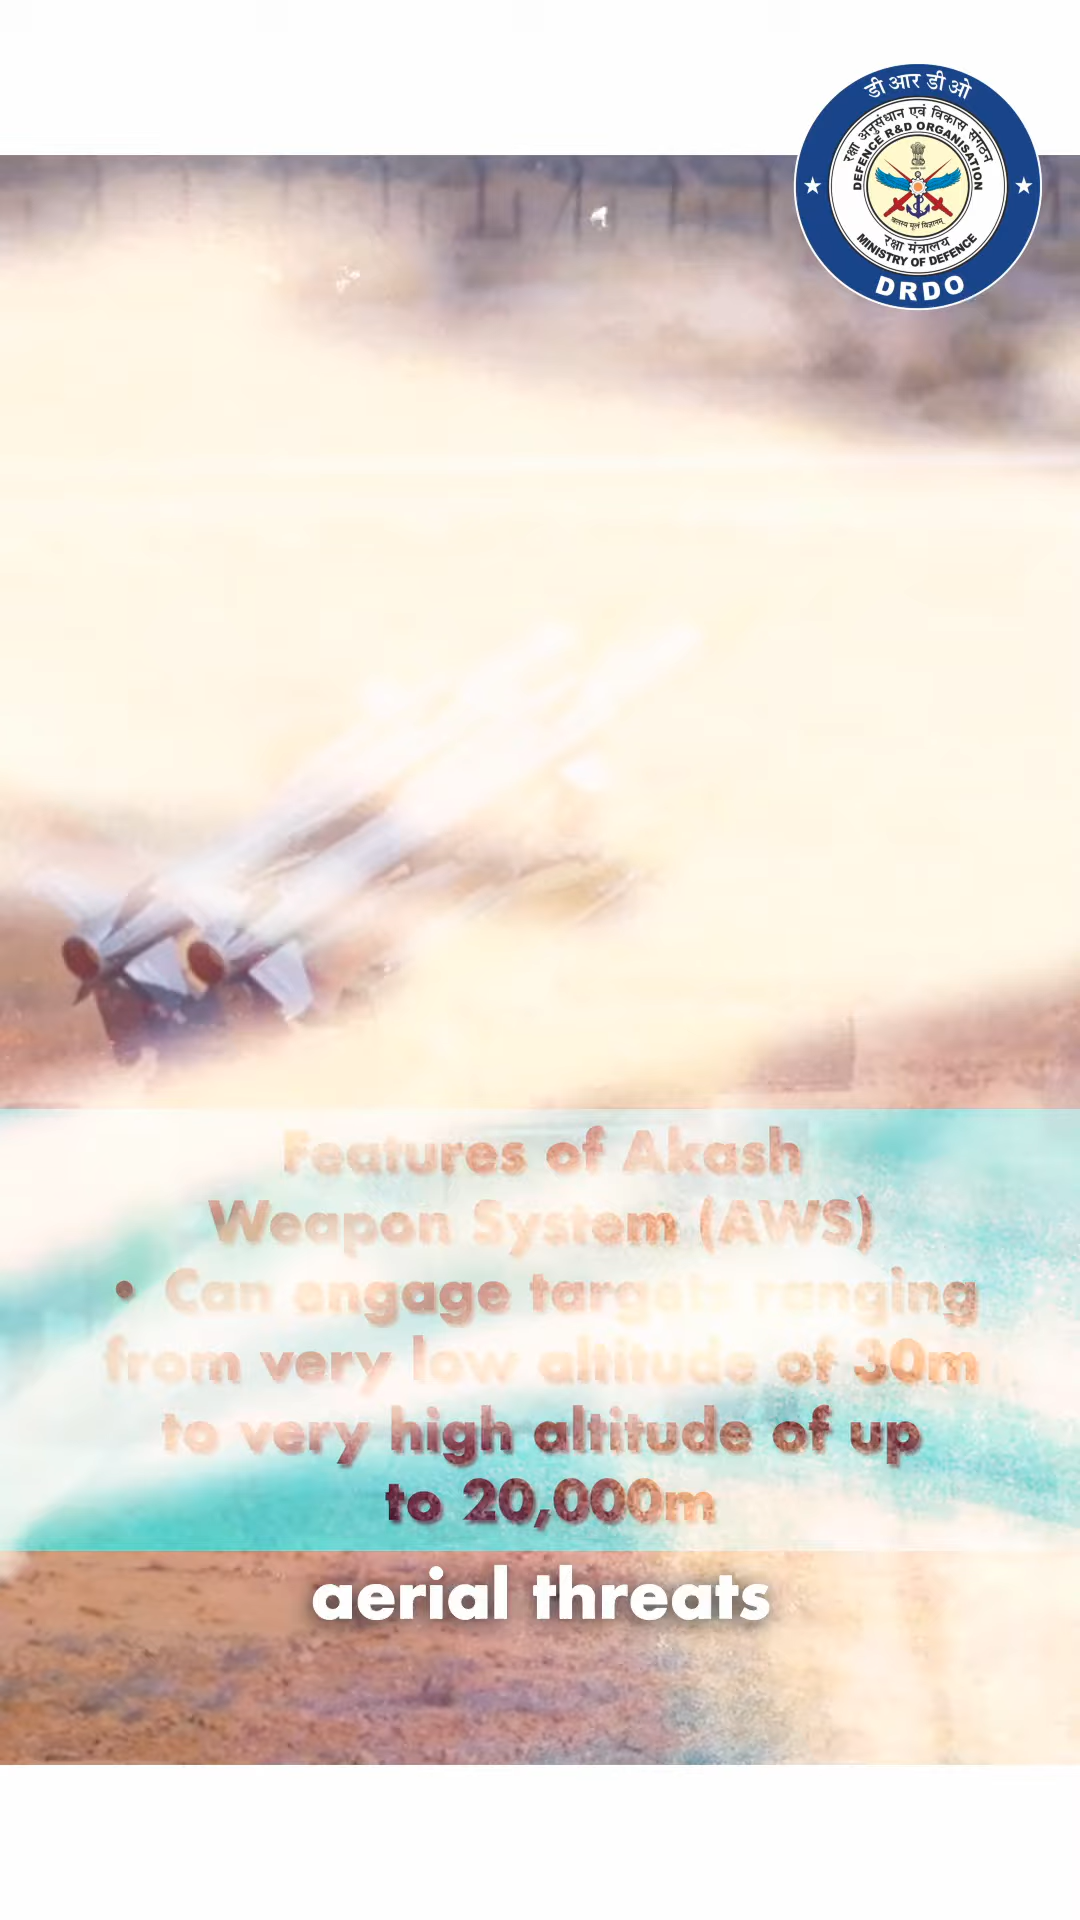 डी आर डी ओ
रक्षा अनुसंधान एवं विकास संगठन
DEFENCE R&D ORGANISATION
बलस्य मूलं विज्ञानम्
रक्षा मंत्रालय
MINISTRY OF DEFENCE
DRDO
Features of Akash
Weapon System (AWS)
• Can engage targets ranging
from very low altitude of 30m
to very high altitude of up
to 20,000m
aerial threats